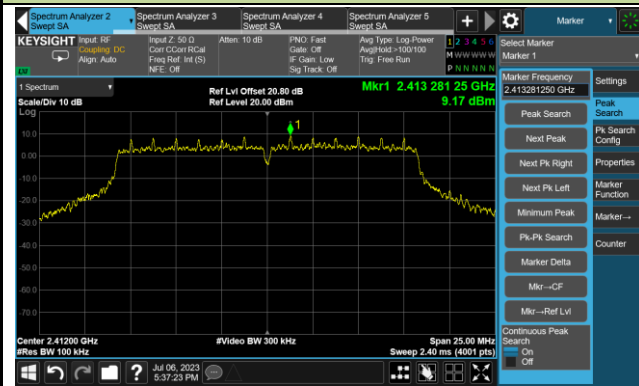 Spectrum Analyzer 2
Swept SA
Spectrum Analyzer 3
Swept SA
Spectrum Analyzer 4
Swept SA
Spectrum Analyzer 5
Swept SA
Marker
KEYSIGHT
Input: RF
Coupling: DC
Align: Auto
Input Z: 50 Ω
Corr CCorr RCal
Freq Ref: Int (S)
NFE: Off
Atten: 10 dB
PNO: Fast
Gate: Off
IF Gain: Low
Sig Track: Off
Avg Type: Log-Power
Avg|Hold:>100/100
Trig: Free Run
1 2 3 4 5 6
M W W W W W
P N N N N N
LVI
Select Marker
Marker 1
1 Spectrum
Scale/Div 10 dB
Log
Ref Lvl Offset 20.80 dB
Ref Level 20.00 dBm
Mkr1 2.413 281 25 GHz
9.17 dBm
1
10.0
0.00
-10.0
-20.0
-30.0
-40.0
-50.0
-60.0
-70.0
Center 2.41200 GHz
#Res BW 100 kHz
#Video BW 300 kHz
Span 25.00 MHz
Sweep 2.40 ms (4001 pts)
Marker Frequency
2.413281250 GHz
Peak Search
Next Peak
Next Pk Right
Next Pk Left
Minimum Peak
Pk-Pk Search
Marker Delta
Mkr→CF
Mkr→Ref Lvl
Continuous Peak
Search
On
Off
Settings
Peak
Search
Pk Search
Config
Properties
Marker
Function
Marker→
Counter
Jul 06, 2023
5:37:23 PM